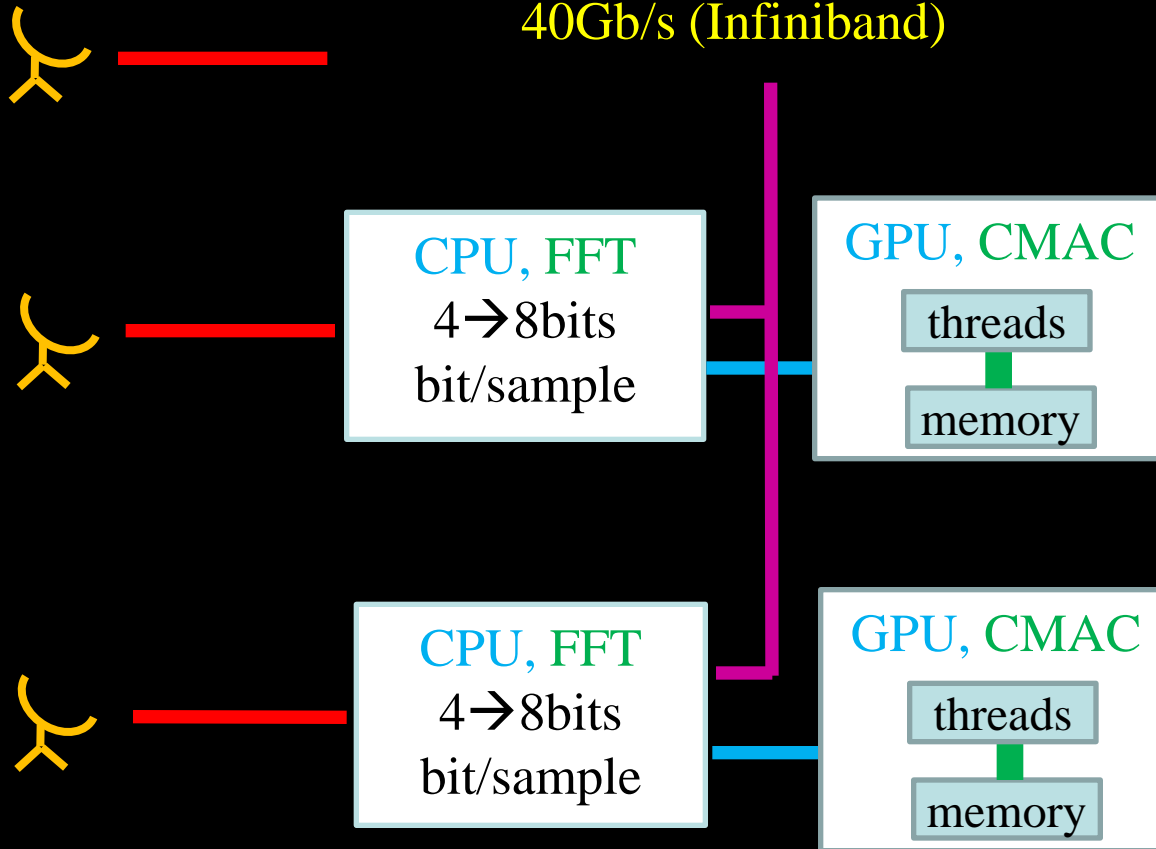 40Gb/s (Infiniband)
CPU, FFT
4→8bits
bit/sample
GPU, CMAC
threads
memory
CPU, FFT
4→8bits
bit/sample
GPU, CMAC
threads
memory